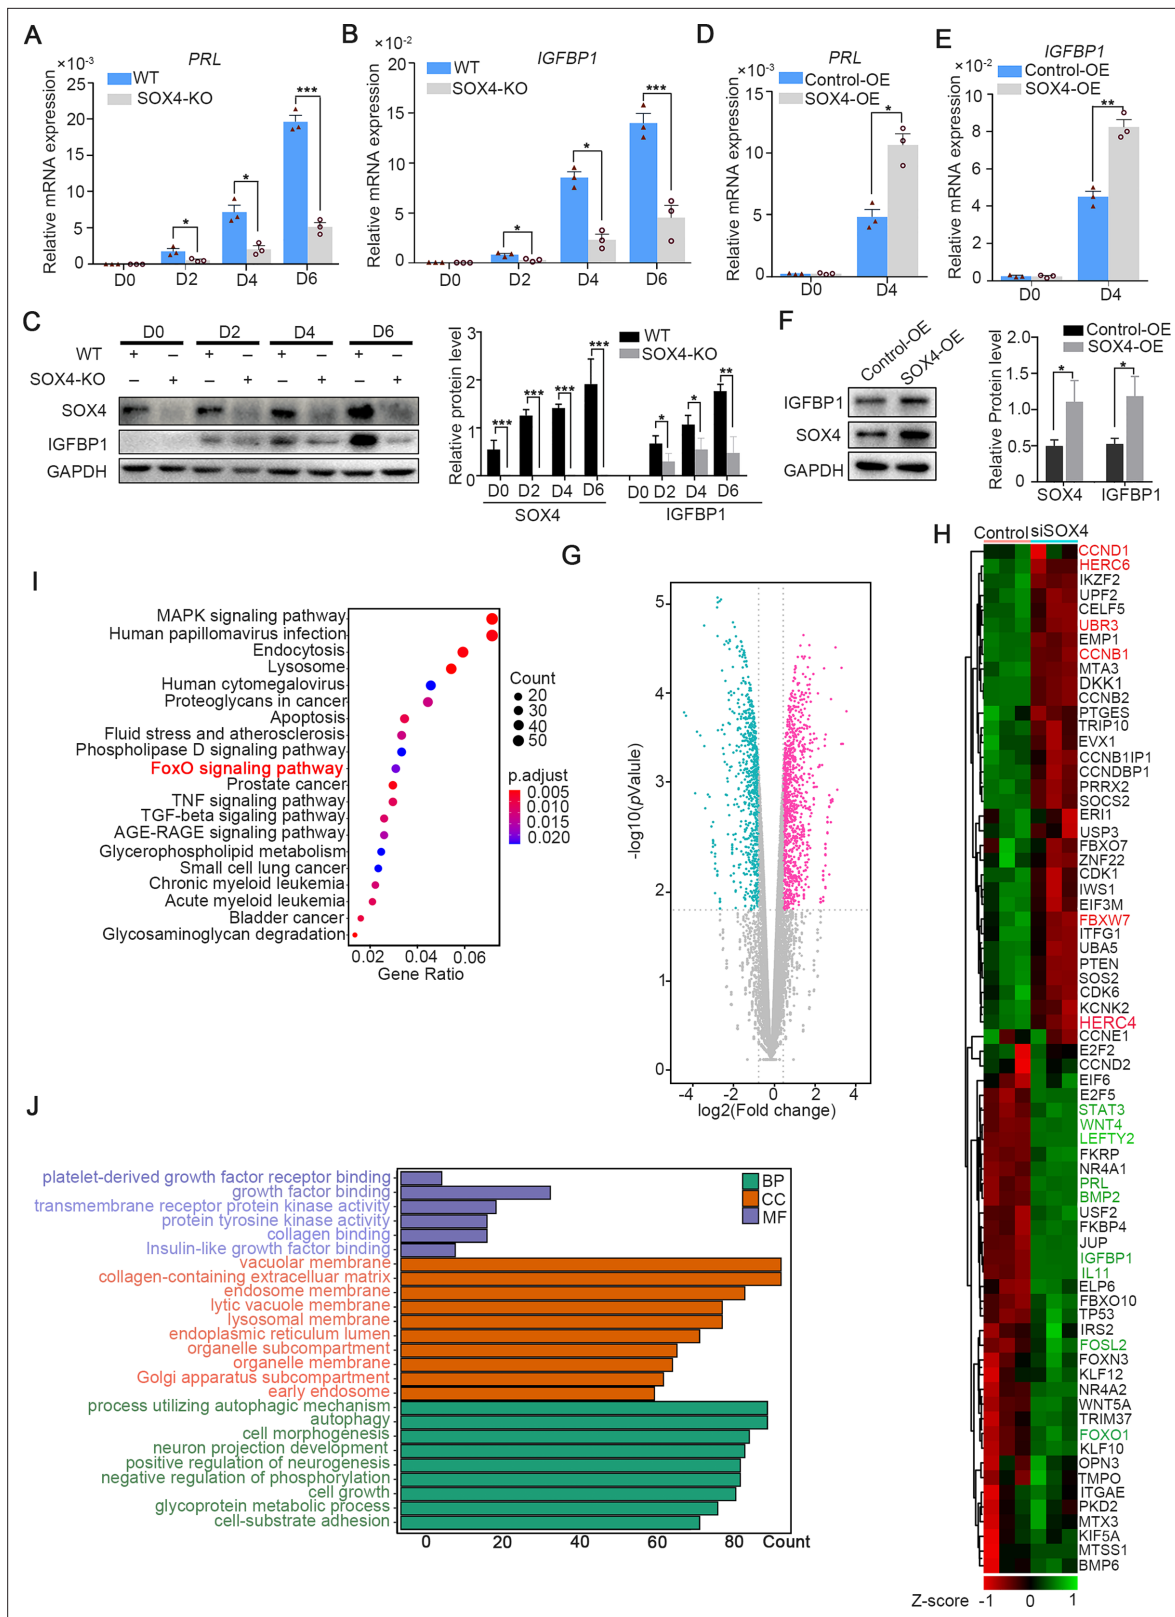 A
PRL
×10-3
WT
SOX4-KO
Relative mRNA expression
25
20
15
10
5
0
*
*
***
D0 D2 D4 D6
B
IGFBP1
×10-2
WT
SOX4-KO
Relative mRNA expression
20
15
10
5
0
*
*
***
D0 D2 D4 D6
D
PRL
×10-3
Control-OE
SOX4-OE
Relative mRNA expression
15
10
5
0
*
D0 D4
E
IGFBP1
×10-2
Control-OE
SOX4-OE
Relative mRNA expression
10
8
6
4
2
0
**
D0 D4
C
D0 D2 D4 D6
WT + – + – + – + –
SOX4-KO – + – + – + – +
SOX4
IGFBP1
GAPDH
Relative protein level
3
2
1
0
WT
SOX4-KO
*** *** *** *** * * **
D0 D2 D4 D6 D0 D2 D4 D6
SOX4 IGFBP1
F
Control-OE
SOX4-OE
IGFBP1
SOX4
GAPDH
Relative Protein level
2.0
1.5
1.0
0.5
0
Control-OE
SOX4-OE
* *
SOX4 IGFBP1
I
MAPK signaling pathway
Human papillomavirus infection
Endocytosis
Lysosome
Human cytomegalovirus
Proteoglycans in cancer
Apoptosis
Fluid stress and atherosclerosis
Phospholipase D signaling pathway
FoxO signaling pathway
Prostate cancer
TNF signaling pathway
TGF-beta sigaling pathway
AGE-RAGE signaling pathway
Glycerophospholipid metabolism
Small cell lung cancer
Chronic myeloid leukemia
Acute myeloid leukemia
Bladder cancer
Glycosaminoglycan degradation
0.02 0.04 0.06
Gene Ratio
Count
20
30
40
50
p.adjust
0.005
0.010
0.015
0.020
G
-log10(pValule)
5
4
3
2
1
0
-4 -2 0 2 4
log2(Fold change)
H
Control siSOX4
CCND1
HERC6
IKZF2
UPF2
CELF5
UBR3
EMP1
CCNB1
MTA3
DKK1
CCNB2
PTGES
TRIP10
EVX1
CCNB1IP1
CCNDBP1
PRRX2
SOCS2
ERI1
USP3
FBXO7
ZNF22
CDK1
IWS1
EIF3M
FBXW7
ITFG1
UBA5
PTEN
SOS2
CDK6
KCNK2
HERC4
CCNE1
E2F2
CCND2
EIF6
E2F5
STAT3
WNT4
LEFTY2
FKRP
NR4A1
PRL
BMP2
USF2
FKBP4
JUP
IGFBP1
IL11
ELP6
FBXO10
TP53
IRS2
FOSL2
FOXN3
KLF12
NR4A2
WNT5A
TRIM37
FOXO1
KLF10
OPN3
TMPO
ITGAE
PKD2
MTX3
KIF5A
MTSS1
BMP6
Z-score -1 0 1
J
platelet-derived growth factor receptor binding
growth factor binding
transmembrane receptor protein kinase activity
protein tyrosine kinase activity
collagen binding
Insulin-like growth factor binding
vacuolar membrane
collagen-containing extracelluar matrix
endosome membrane
lytic vacuole membrane
lysosomal membrane
endoplasmic reticulum lumen
organelle subcompartment
organelle membrane
Golgi apparatus subcompartment
early endosome
process utilizing autophagic mechanism
autophagy
cell morphogenesis
neuron projection development
positive regulation of neurogenesis
negative regulation of phosphorylation
cell growth
glycoprotein metabolic process
cell-substrate adhesion
BP
CC
MF
0 20 40 60 80 Count